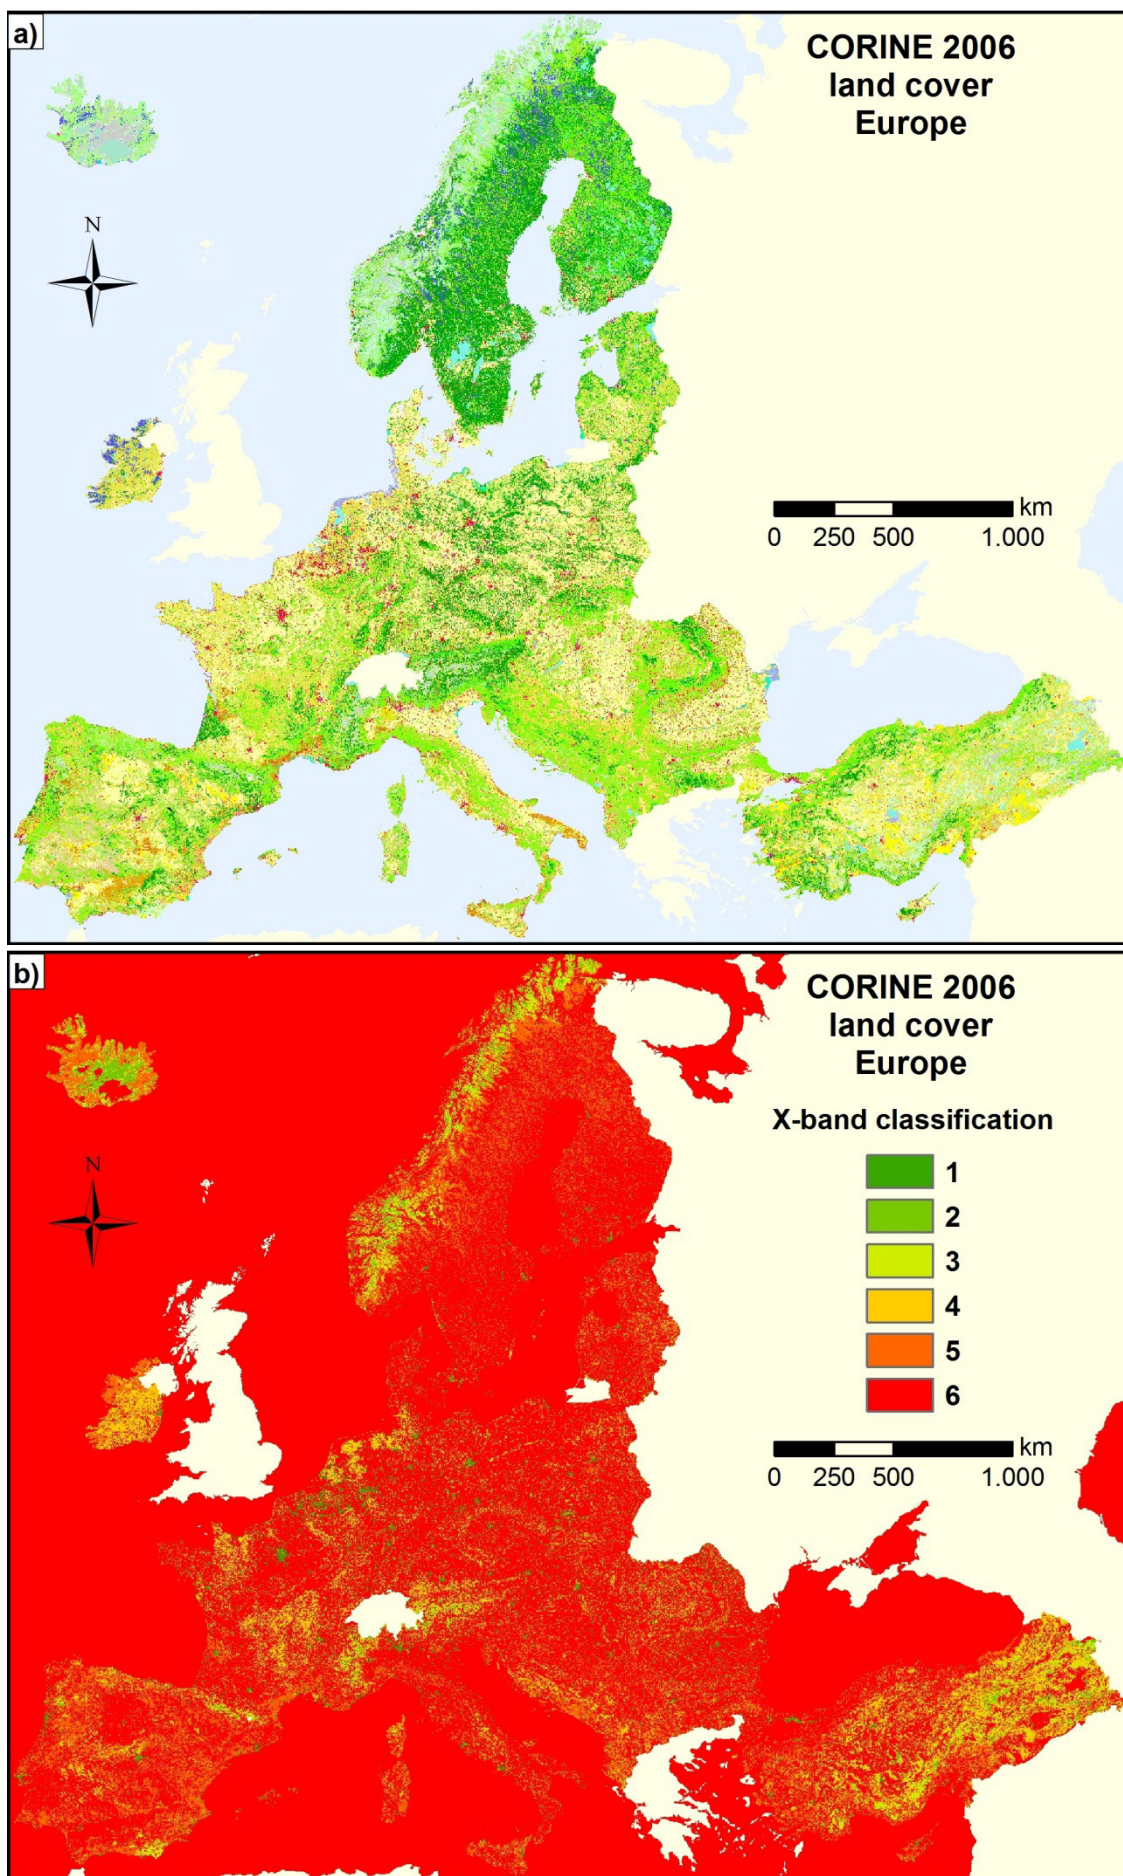 a)
CORINE 2006
land cover
Europe
N
km
0 250 500 1.000
b)
CORINE 2006
land cover
Europe
X-band classification
N
1
2
3
4
5
6
km
0 250 500 1.000